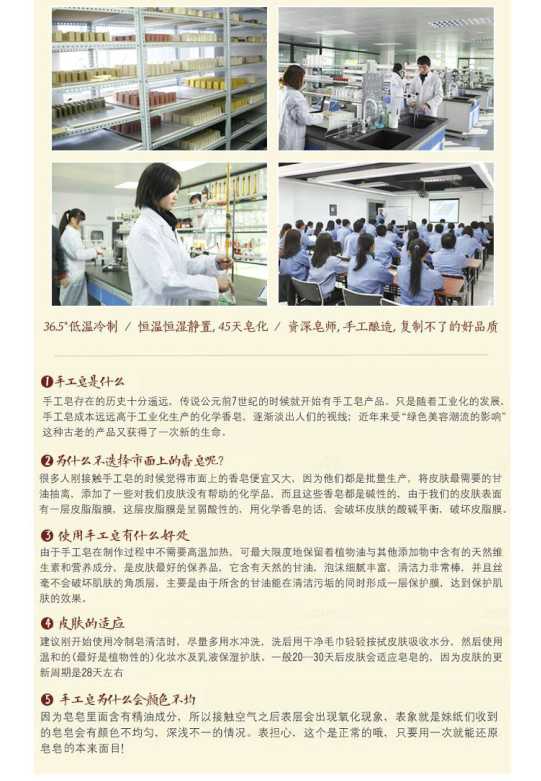 36.5°低温冷制 / 恒温恒湿静置, 45天皂化 / 资深皂师, 手工酿造, 复制不了的好品质
1 手工皂是什么
手工皂存在的历史十分遥远，传说公元前7世纪的时候就开始有手工皂产品。只是随着工业化的发展，
手工皂成本远远高于工业化生产的化学香皂，逐渐淡出人们的视线；近年来受“绿色美容潮流的影响”
这种古老的产品又获得了一次新的生命。
2 为什么不选择市面上的香皂呢？
很多人刚接触手工皂的时候觉得市面上的香皂便宜又大，因为他们都是批量生产，将皮肤最需要的甘
油抽离，添加了一些对我们皮肤没有帮助的化学品，而且这些香皂都是碱性的，由于我们的皮肤表面
有一层皮脂脂膜，这层皮脂膜是呈弱酸性的，用化学香皂的话，会破坏皮肤的酸碱平衡，破坏皮脂膜。
3 使用手工皂有什么好处
由于手工皂在制作过程中不需要高温加热，可最大限度地保留着植物油与其他添加物中含有的天然维
生素和营养成分，是皮肤最好的保养品，它含有天然的甘油，泡沫细腻丰富，清洁力非常棒，并且丝
毫不会破坏肌肤的角质层，主要是由于所含的甘油能在清洁污垢的同时形成一层保护膜，达到保护肌
肤的效果。
4 皮肤的适应
建议刚开始使用冷制皂清洁时，尽量多用水冲洗，洗后用干净毛巾轻轻按拭皮肤吸收水分，然后使用
温和的(最好是植物性的)化妆水及乳液保湿护肤，一般20—30天后皮肤会适应皂皂的，因为皮肤的更
新周期是28天左右
5 手工皂为什么会颜色不均
因为皂皂里面含有精油成分，所以接触空气之后表层会出现氧化现象，表象就是妹纸们收到
的皂皂会有颜色不均匀，深浅不一的情况。表担心，这个是正常的哦，只要用一次就能还原
皂皂的本来面目！